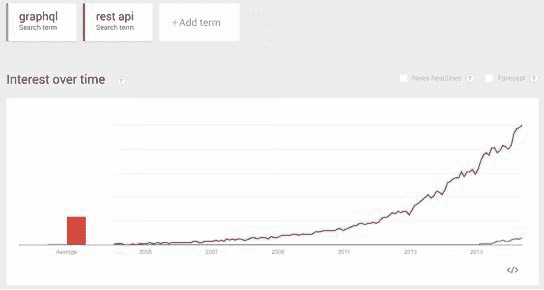 graphql
Search term
rest api
Search term
+Add term
Interest over time ?
News headlines ?
Forecast ?
Average
2005
2007
2009
2011
2013
2015
</>